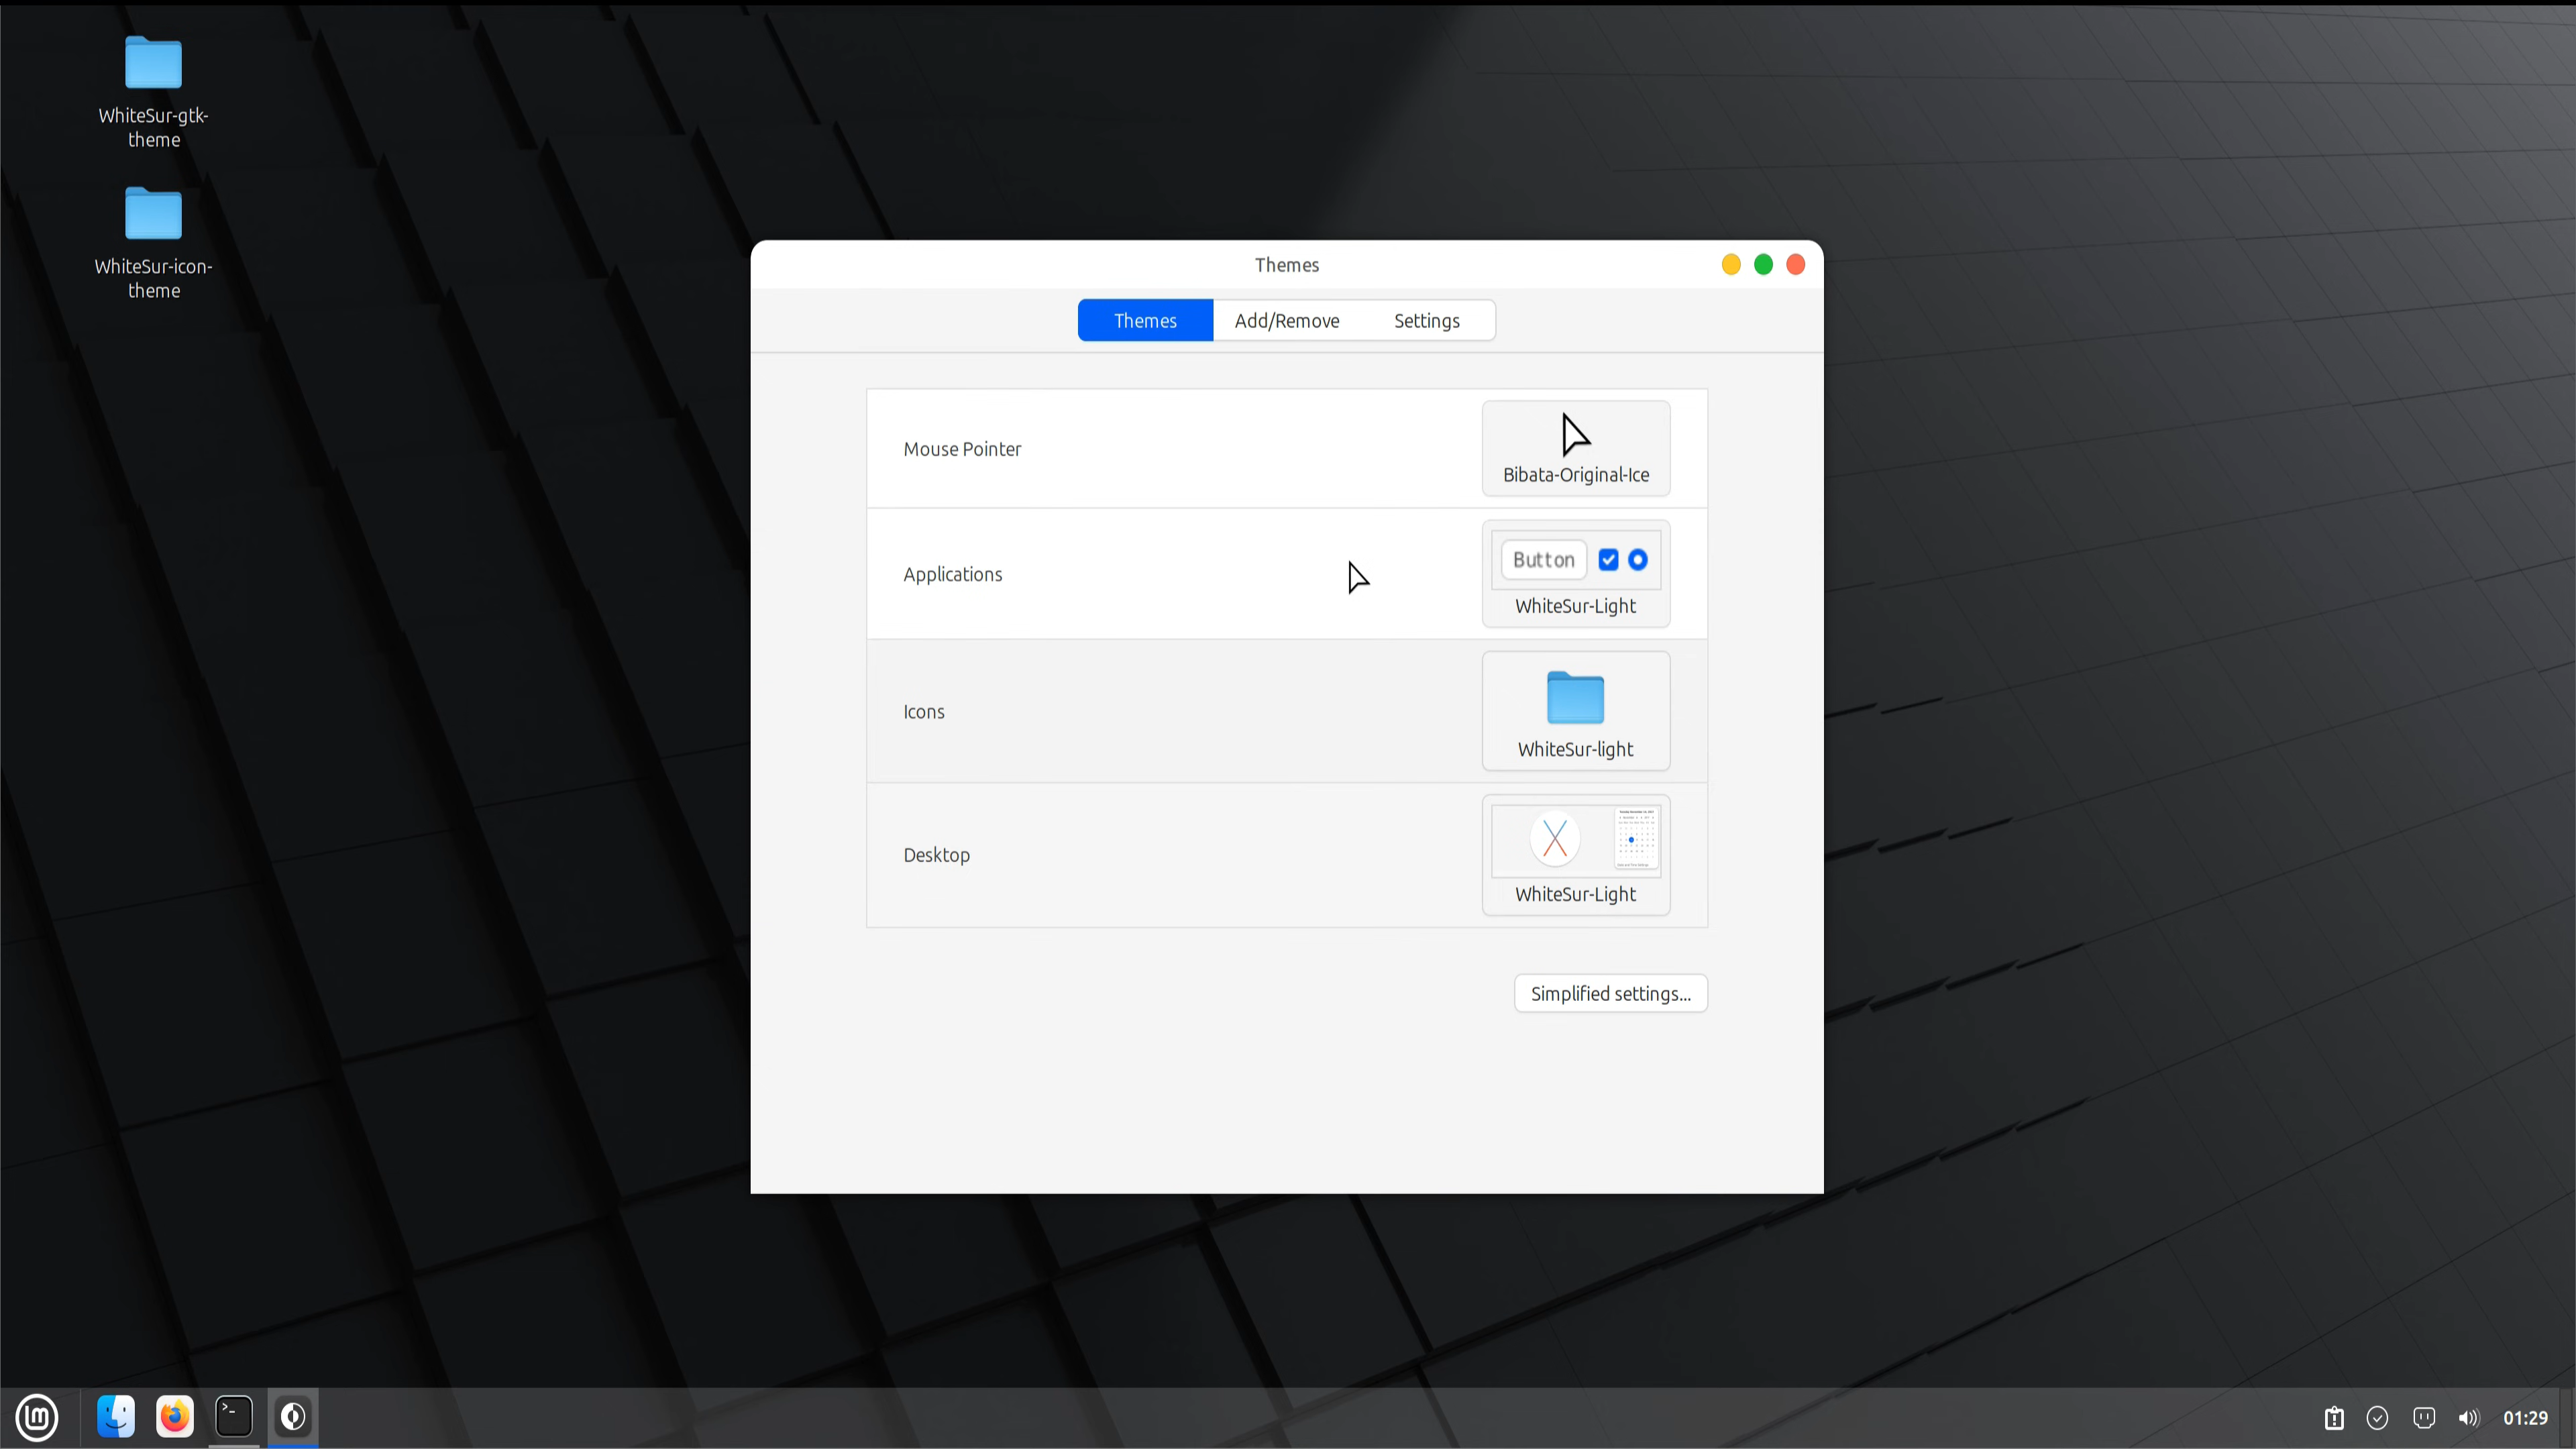 WhiteSur-gtk-
theme
WhiteSur-icon-
theme
Themes
Themes
Add/Remove
Settings
Mouse Pointer
Bibata-Original-Ice
Applications
Button
WhiteSur-Light
Icons
WhiteSur-light
Desktop
WhiteSur-Light
Simplified settings...
>-
01:29